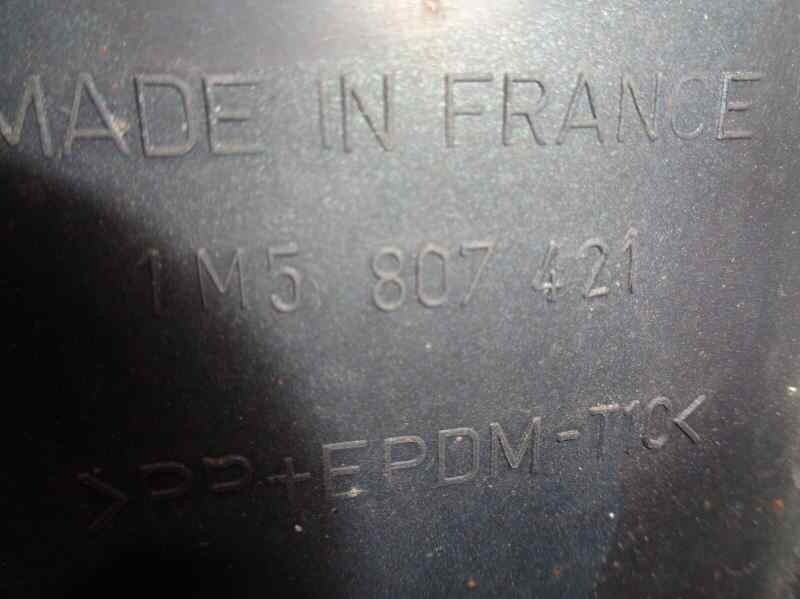 MADE IN FRANCE
1M5 807 421
>PP+EPDM-T10<